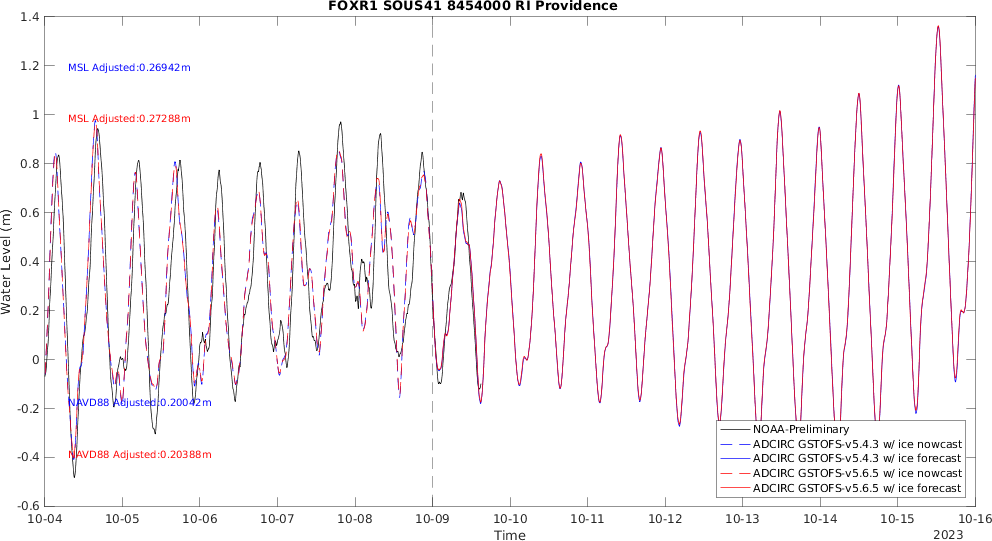 FOXR1 SOUS41 8454000 RI Providence
1.4
1.2
1
0.8
0.6
0.4
0.2
0
-0.2
-0.4
-0.6
Water Level (m)
MSL Adjusted:0.26942m
MSL Adjusted:0.27288m
NAVD88 Adjusted:0.20042m
NAVD88 Adjusted:0.20388m
NOAA-Preliminary
ADCIRC GSTOFS-v5.4.3 w/ ice nowcast
ADCIRC GSTOFS-v5.4.3 w/ ice forecast
ADCIRC GSTOFS-v5.6.5 w/ ice nowcast
ADCIRC GSTOFS-v5.6.5 w/ ice forecast
10-04 10-05 10-06 10-07 10-08 10-09 10-10 10-11 10-12 10-13 10-14 10-15 10-16
Time
2023